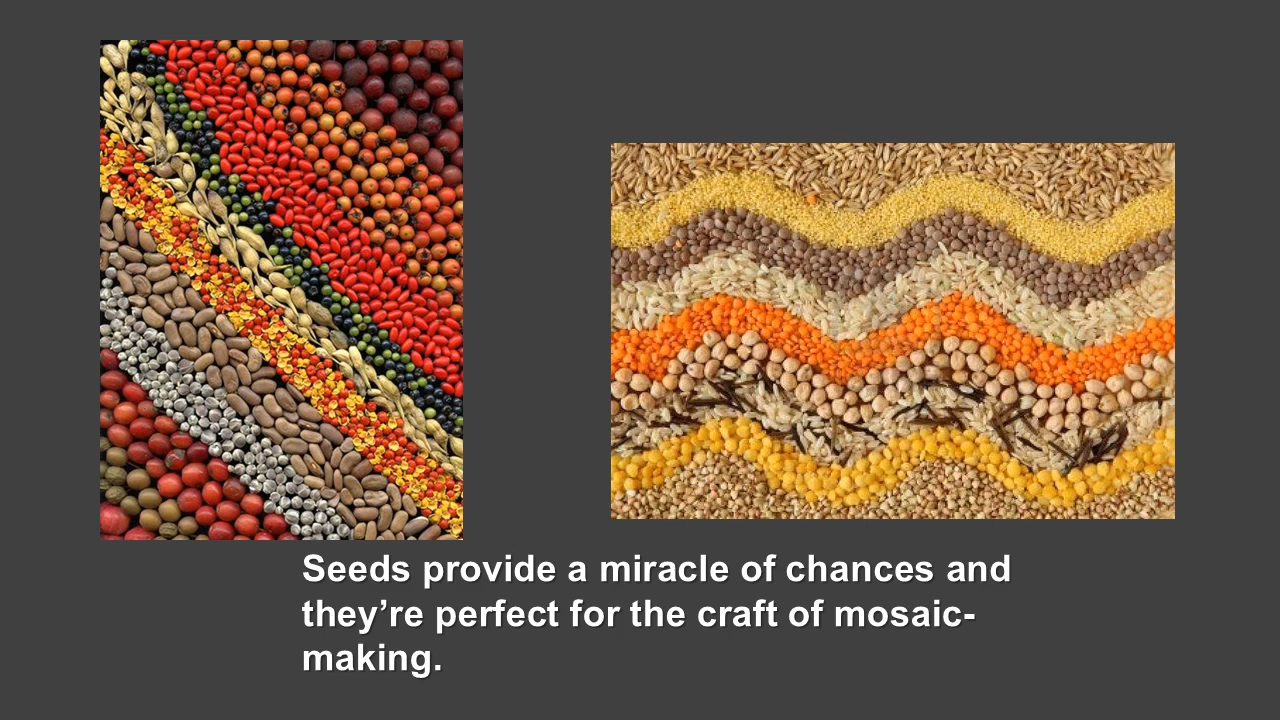 Seeds provide a miracle of chances and
they’re perfect for the craft of mosaic-
making.